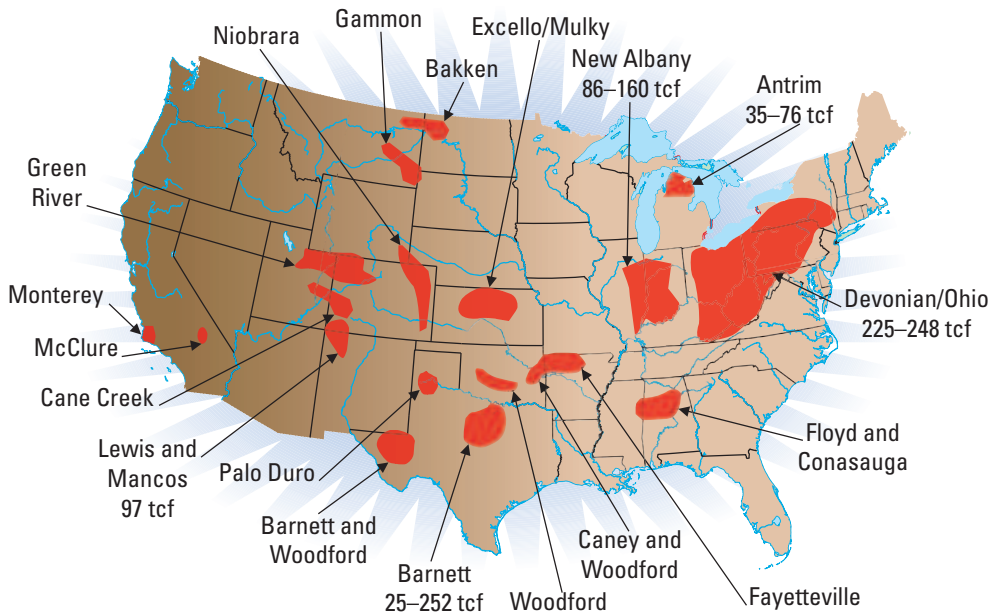 Gammon
Excello/Mulky
Niobrara
Bakken
New Albany
86–160 tcf
Antrim
35–76 tcf
Green
River
Monterey
McClure
Cane Creek
Lewis and
Mancos
97 tcf
Palo Duro
Barnett and
Woodford
Barnett
25–252 tcf
Woodford
Caney and
Woodford
Fayetteville
Floyd and
Conasauga
Devonian/Ohio
225–248 tcf